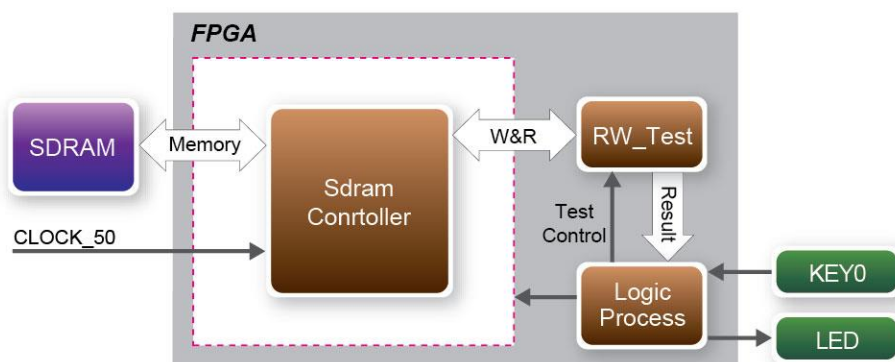 FPGA
SDRAM
Memory
Sdram
Conrtoller
W&R
RW_Test
CLOCK_50
Test
Control
Result
Logic
Process
KEY0
LED